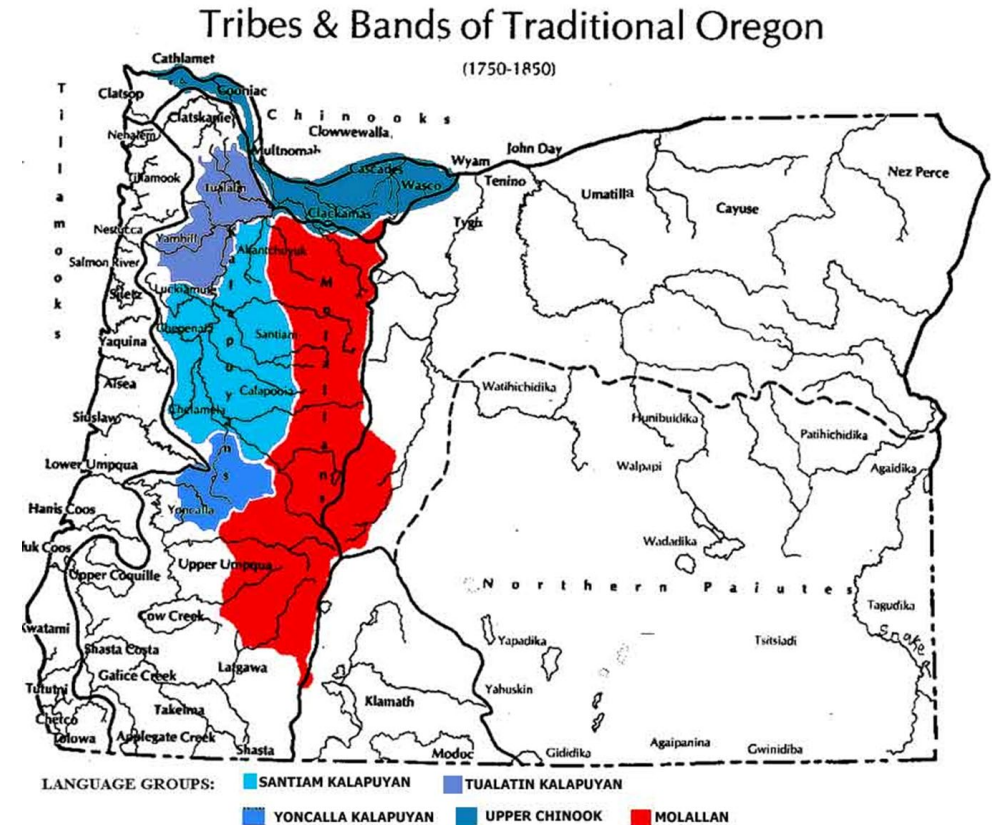 Tribes & Bands of Traditional Oregon
(1750-1850)
Cathlamet
Clatsop
Cooniac
Clatskanie
Chinooks
Clowwewalla
Nehalem
Multnomah
Wyam
John Day
Tillamook
Tualatin
Cascades
Wasco
Tenino
Umatilla
Nez Perce
Cayuse
Clackamas
Tygh
Nestucca
Yamhill
Ahantchuyuk
Salmon River
Tillamooks
Siletz
Luckiamute
Chepenafa
Santiam
Molallans
Yaquina
Alsea
Calapooia
Chelamela
Watihichidika
Hunibuidika
Patihichidika
Siuslaw
Lower Umpqua
Walpapi
Agaidika
Yoncalla
Hanis Coos
Wadadika
uk Coos
Upper Umpqua
Upper Coquille
Northern Paiutes
Tagudika
Cow Creek
Kwatami
Snake R
Yapadika
Tsitsiadi
Shasta Costa
Galice Creek
Latgawa
Tututni
Yahuskin
Klamath
Takelma
Chetco
Tolowa
Applegate Creek
Shasta
Modoc
Gididika
Agaipanina
Gwinidiba
LANGUAGE GROUPS:
SANTIAM KALAPUYAN
TUALATIN KALAPUYAN
YONCALLA KALAPUYAN
UPPER CHINOOK
MOLALLAN